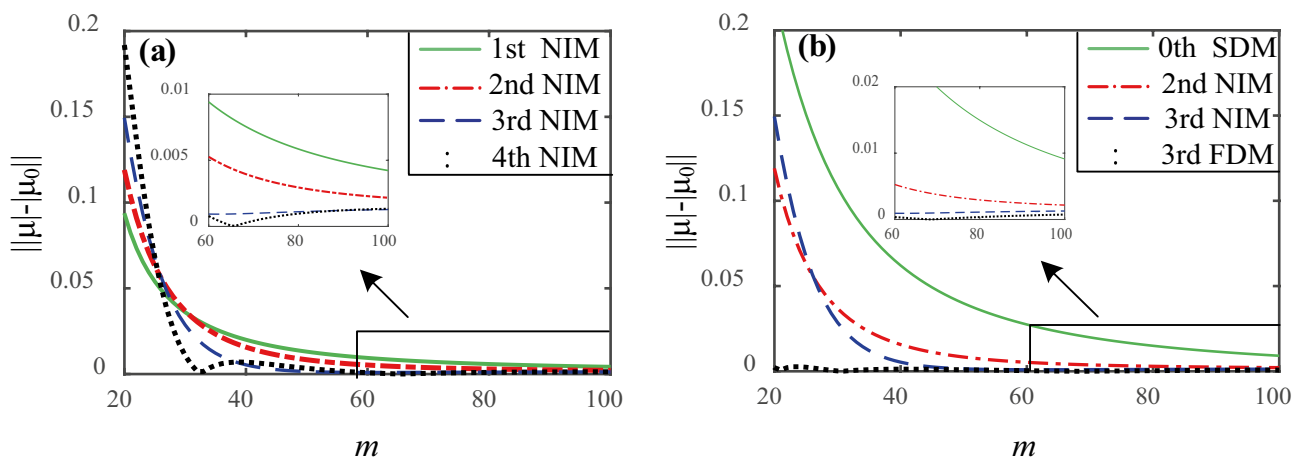 (a)
||μ|-|μ₀||
0.2
0.15
0.1
0.05
0
20
40
60
80
100
m
1st NIM
2nd NIM
3rd NIM
4th NIM
0.01
0.005
0
60
80
100
(b)
||μ|-|μ₀||
0.2
0.15
0.1
0.05
0
20
40
60
80
100
m
0th SDM
2nd NIM
3rd NIM
3rd FDM
0.02
0.01
0
60
80
100